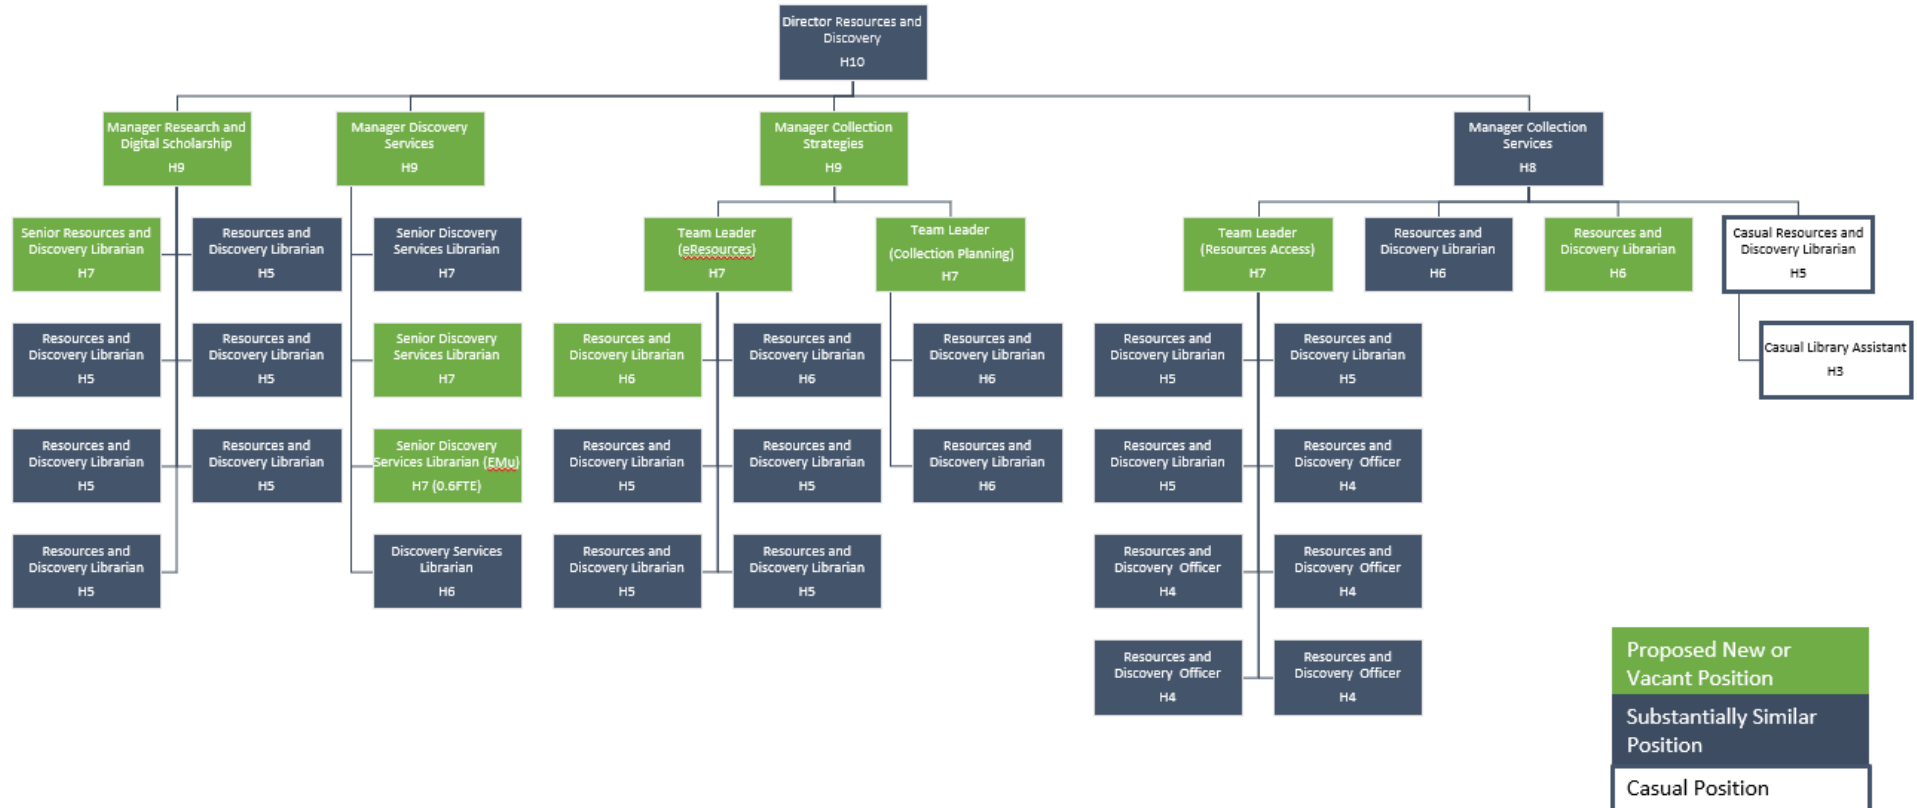 Director Resources and
Discovery
H10
Manager Research and
Digital Scholarship
H9
Manager Discovery
Services
H9
Manager Collection
Strategies
H9
Manager Collection
Services
H8
Senior Resources and
Discovery Librarian
H7
Resources and
Discovery Librarian
H5
Senior Discovery
Services Librarian
H7
Team Leader
(eResources)
H7
Team Leader
(Collection Planning)
H7
Team Leader
(Resources Access)
H7
Resources and
Discovery Librarian
H6
Resources and
Discovery Librarian
H6
Casual Resources and
Discovery Librarian
H5
Resources and
Discovery Librarian
H5
Resources and
Discovery Librarian
H5
Senior Discovery
Services Librarian
H7
Resources and
Discovery Librarian
H6
Resources and
Discovery Librarian
H6
Resources and
Discovery Librarian
H6
Resources and
Discovery Librarian
H5
Resources and
Discovery Librarian
H5
Casual Library Assistant
H3
Resources and
Discovery Librarian
H5
Resources and
Discovery Librarian
H5
Senior Discovery
Services Librarian (EMu)
H7 (0.6FTE)
Resources and
Discovery Librarian
H5
Resources and
Discovery Librarian
H5
Resources and
Discovery Librarian
H6
Resources and
Discovery Librarian
H5
Resources and
Discovery Officer
H4
Resources and
Discovery Librarian
H5
Discovery Services
Librarian
H6
Resources and
Discovery Librarian
H5
Resources and
Discovery Librarian
H5
Resources and
Discovery Officer
H4
Resources and
Discovery Officer
H4
Resources and
Discovery Officer
H4
Resources and
Discovery Officer
H4
Proposed New or
Vacant Position
Substantially Similar
Position
Casual Position